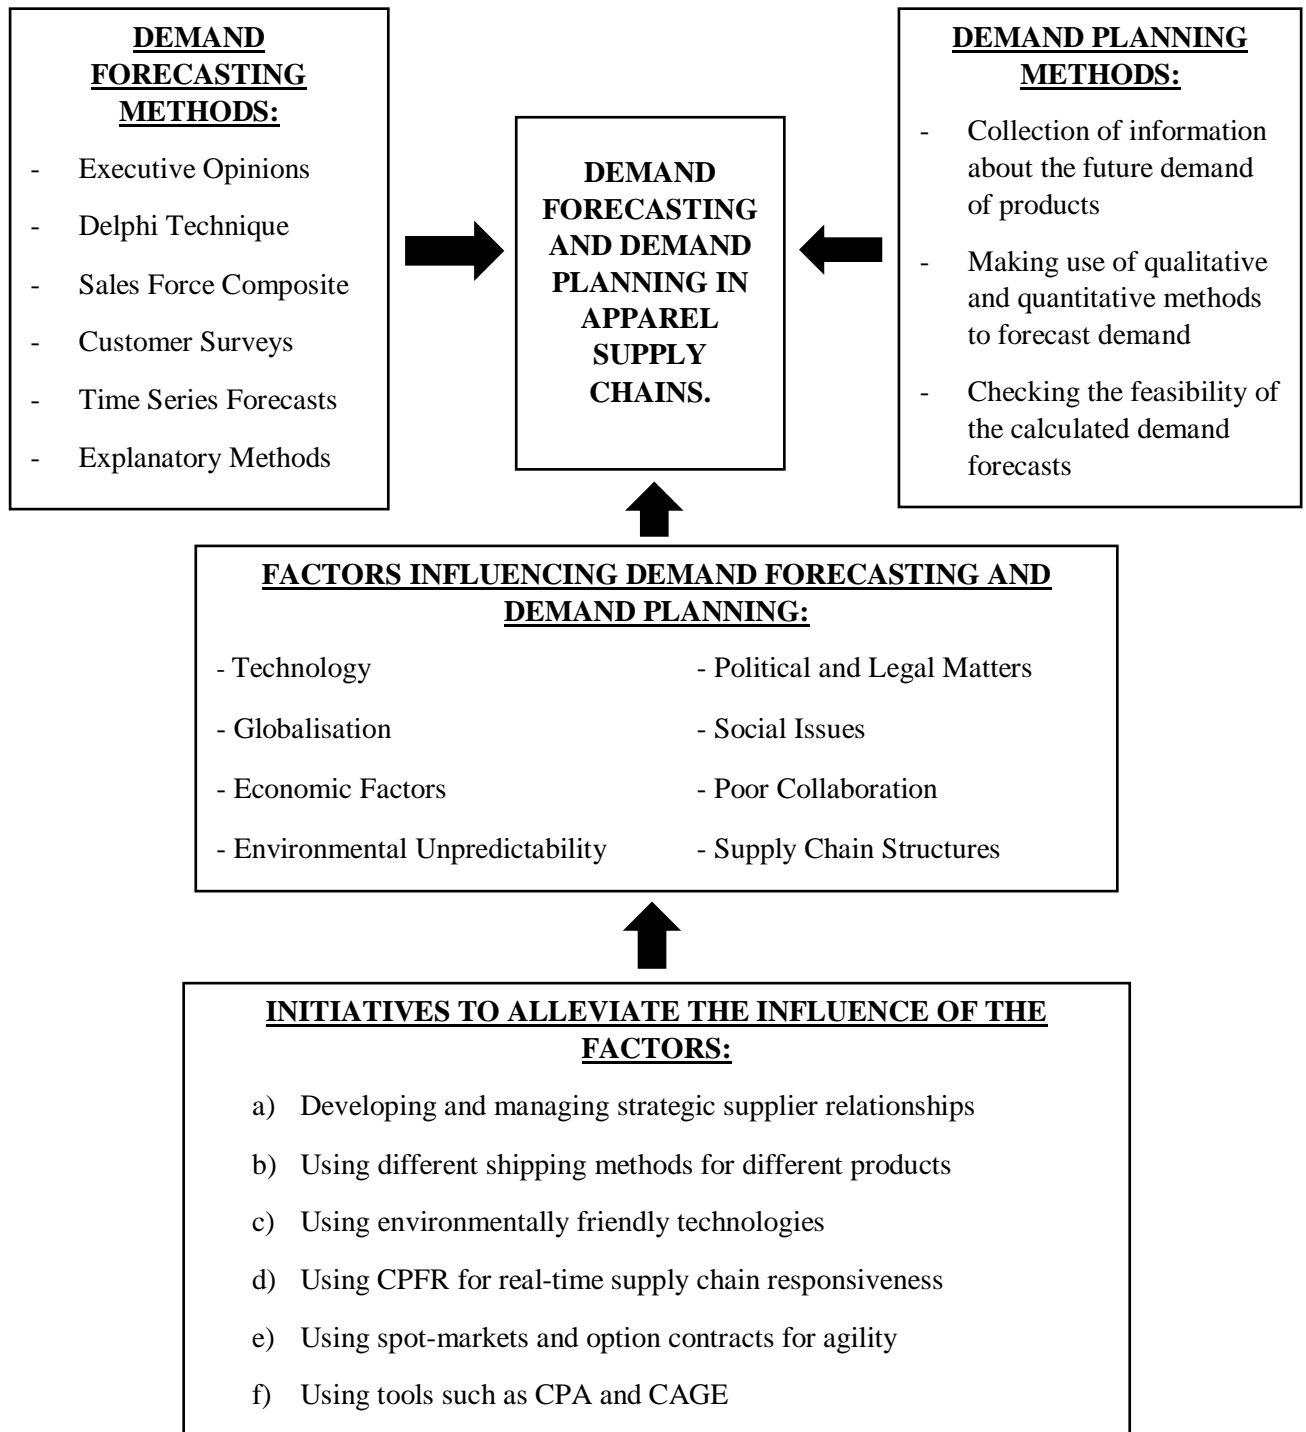 DEMAND
FORECASTING
METHODS:
- Executive Opinions
- Delphi Technique
- Sales Force Composite
- Customer Surveys
- Time Series Forecasts
- Explanatory Methods
DEMAND
FORECASTING
AND DEMAND
PLANNING IN
APPAREL
SUPPLY
CHAINS.
DEMAND PLANNING
METHODS:
- Collection of information
about the future demand
of products
- Making use of qualitative
and quantitative methods
to forecast demand
- Checking the feasibility of
the calculated demand
forecasts
FACTORS INFLUENCING DEMAND FORECASTING AND
DEMAND PLANNING:
- Technology
- Globalisation
- Economic Factors
- Environmental Unpredictability
- Political and Legal Matters
- Social Issues
- Poor Collaboration
- Supply Chain Structures
INITIATIVES TO ALLEVIATE THE INFLUENCE OF THE
FACTORS:
a) Developing and managing strategic supplier relationships
b) Using different shipping methods for different products
c) Using environmentally friendly technologies
d) Using CPFR for real-time supply chain responsiveness
e) Using spot-markets and option contracts for agility
f) Using tools such as CPA and CAGE